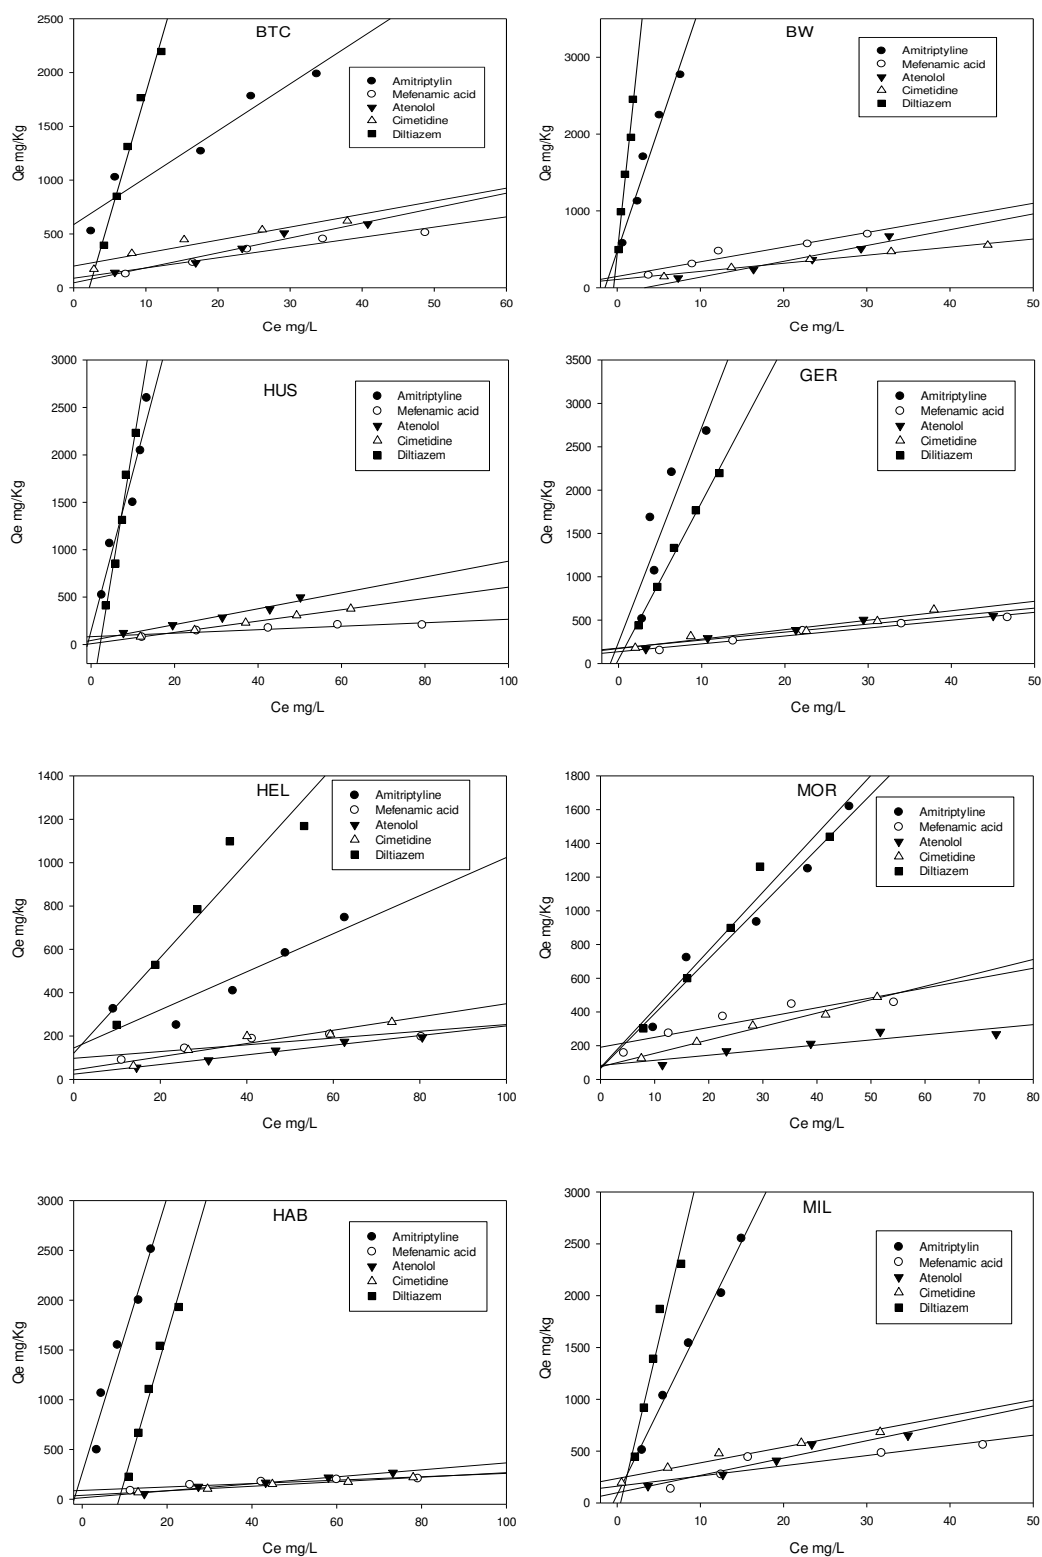 BTC
Qe mg/Kg
2500
2000
1500
1000
500
0
0 10 20 30 40 50 60
Ce mg/L
Amitriptylin
Mefenamic acid
Atenolol
Cimetidine
Diltiazem
BW
Qe mg/Kg
3000
2000
1000
0
0 10 20 30 40 50
Ce mg/L
Amitriptyline
Mefenamic acid
Atenolol
Cimetidine
Diltiazem
HUS
Qe mg/Kg
3000
2500
2000
1500
1000
500
0
0 20 40 60 80 100
Ce mg/L
Amitriptyline
Mefenamic acid
Atenolol
Cimetidine
Diltiazem
GER
Qe mg/Kg
3500
3000
2500
2000
1500
1000
500
0
0 10 20 30 40 50
Ce mg/L
Amitriptyline
Mefenamic acid
Atenolol
Cimetidine
Dilitiazem
HEL
Qe mg/kg
1400
1200
1000
800
600
400
200
0
0 20 40 60 80 100
Ce mg/L
Amitriptyline
Mefenamic acid
Atenolol
Cimetidine
Diltiazem
MOR
Qe mg/Kg
1800
1600
1400
1200
1000
800
600
400
200
0
0 10 20 30 40 50 60 70 80
Ce mg/L
Amitriptyline
Mefenamic acid
Atenolol
Cimetidine
Diltiazem
HAB
Qe mg/Kg
3000
2500
2000
1500
1000
500
0
0 20 40 60 80 100
Ce mg/L
Amitriptyline
Mefenamic acid
Atenolol
Cimetidine
Diltiazem
MIL
Qe mg/Kg
3000
2500
2000
1500
1000
500
0
0 10 20 30 40 50
Ce mg/L
Amitriptylin
Mefenamic acid
Atenolol
Cimetidine
Diltiazem